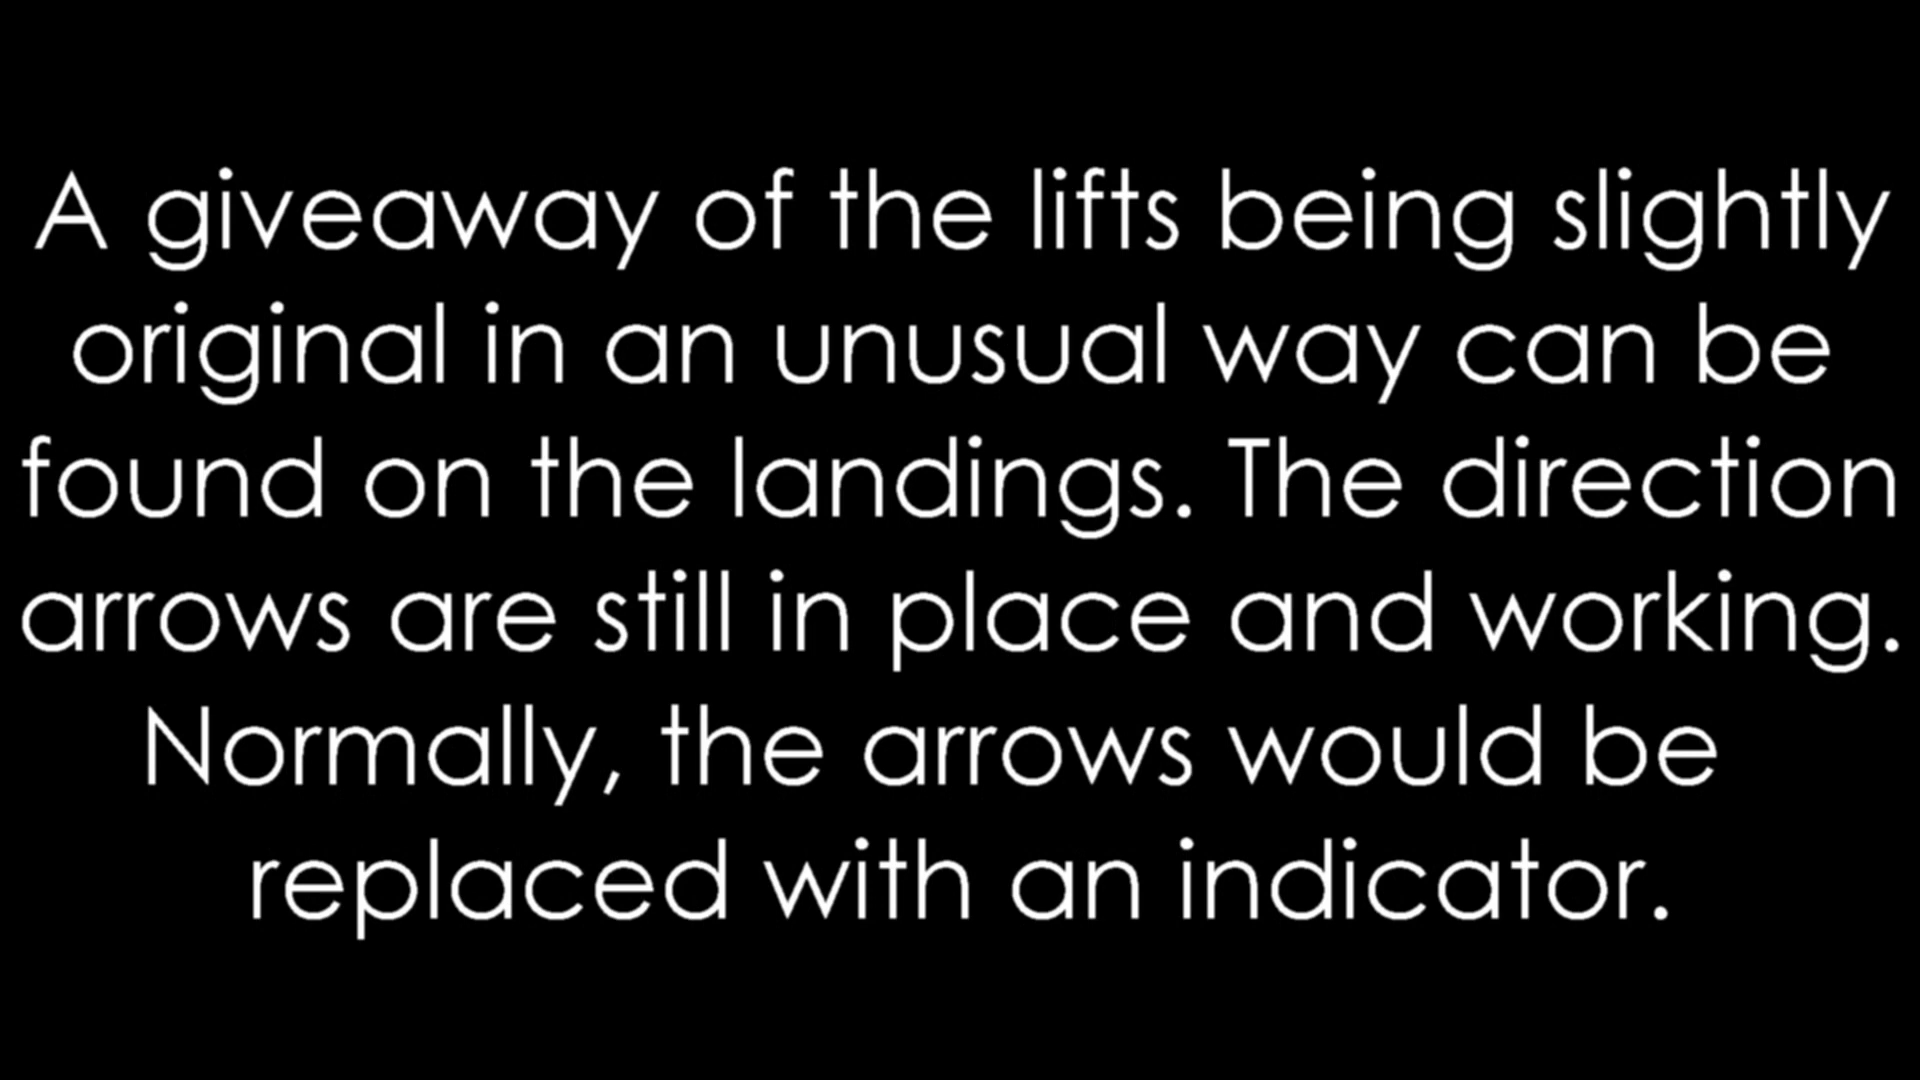 A giveaway of the lifts being slightly
original in an unusual way can be
found on the landings. The direction
arrows are still in place and working.
Normally, the arrows would be
replaced with an indicator.